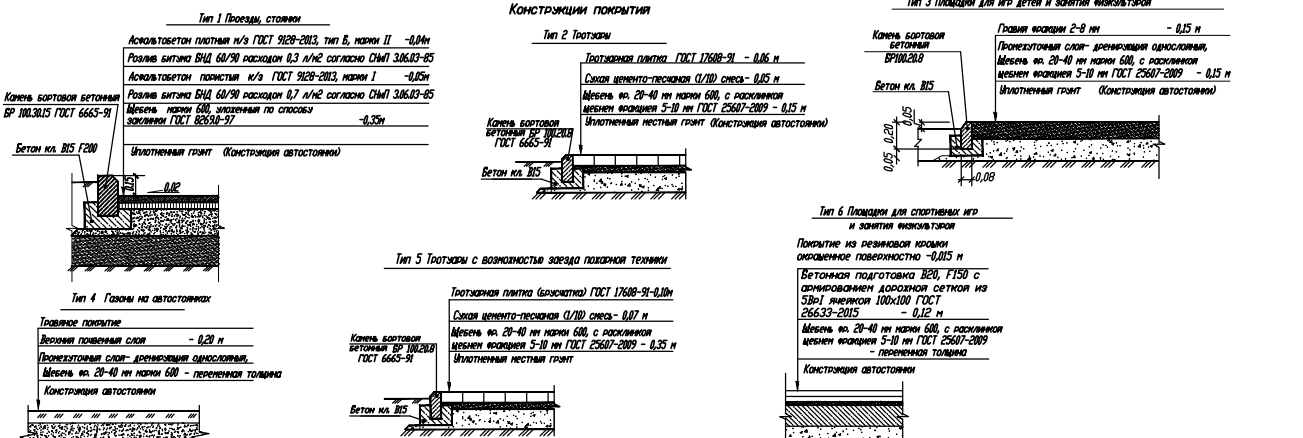 Конструкции покрытия
Тип 1 Проезды, стоянки
Асфальтобетон плотный м/з ГОСТ 9128-2013, тип Б, марки II -0,04м
Розлив битума БНД 60/90 расходом 0,3 л/м2 согласно СНиП 3.06.03-85
Асфальтобетон пористый к/з ГОСТ 9128-2013, марки I -0,05м
Розлив битума БНД 60/90 расходом 0,7 л/м2 согласно СНиП 3.06.03-85
Щебень марки 600, уложенный по способу
заклинки ГОСТ 8269.0-97 -0,35м
Уплотненный грунт (Конструкция автостоянки)
Камень бортовой бетонный
БР 100.30.15 ГОСТ 6665-91
Бетон кл. В15 F200
0,15
0,02
Тип 2 Тротуары
Тротуарная плитка ГОСТ 17608-91 - 0,06 м
Сухая цементо-песчаная (1/10) смесь- 0,05 м
Щебень фр. 20-40 мм марки 600, с расклинкой
щебнем фракцией 5-10 мм ГОСТ 25607-2009 - 0,15 м
Уплотненный местный грунт (Конструкция автостоянки)
Камень бортовой
бетонный БР 100.20.8
ГОСТ 6665-91
Бетон кл. В15
Тип 3 Площадки для игр детей и занятия физкультурой
Гравий фракции 2-8 мм - 0,15 м
Промежуточный слой- дренирующий однослойный,
Щебень фр. 20-40 мм марки 600, с расклинкой
щебнем фракцией 5-10 мм ГОСТ 25607-2009 - 0,15 м
Уплотненный грунт (Конструкция автостоянки)
Камень бортовой
бетонный
БР100.20.8
Бетон кл. В15
0,05
0,20
0,05
0,08
Тип 4 Газоны на автостоянках
Травяное покрытие
Верхний почвенный слой - 0,20 м
Промежуточный слой- дренирующий однослойный,
Щебень фр. 20-40 мм марки 600 - переменная толщина
Конструкция автостоянки
Тип 5 Тротуары с возможностью заезда пожарной техники
Тротуарная плитка (брусчатка) ГОСТ 17608-91-0,10м
Сухая цементо-песчаная (1/10) смесь- 0,07 м
Щебень фр. 20-40 мм марки 600, с расклинкой
щебнем фракцией 5-10 мм ГОСТ 25607-2009 - 0,35 м
Уплотненный местный грунт
Камень бортовой
бетонный БР 100.20.8
ГОСТ 6665-91
Бетон кл. В15
Тип 6 Площадки для спортивных игр
и занятия физкультурой
Покрытие из резиновой крошки
окрашенное поверхностно -0,015 м
Бетонная подготовка В20, F150 с
армированием дорожной сеткой из
5ВрI ячейкой 100х100 ГОСТ
26633-2015 - 0,12 м
Щебень фр. 20-40 мм марки 600, с расклинкой
щебнем фракцией 5-10 мм ГОСТ 25607-2009
- переменная толщина
Конструкция автостоянки